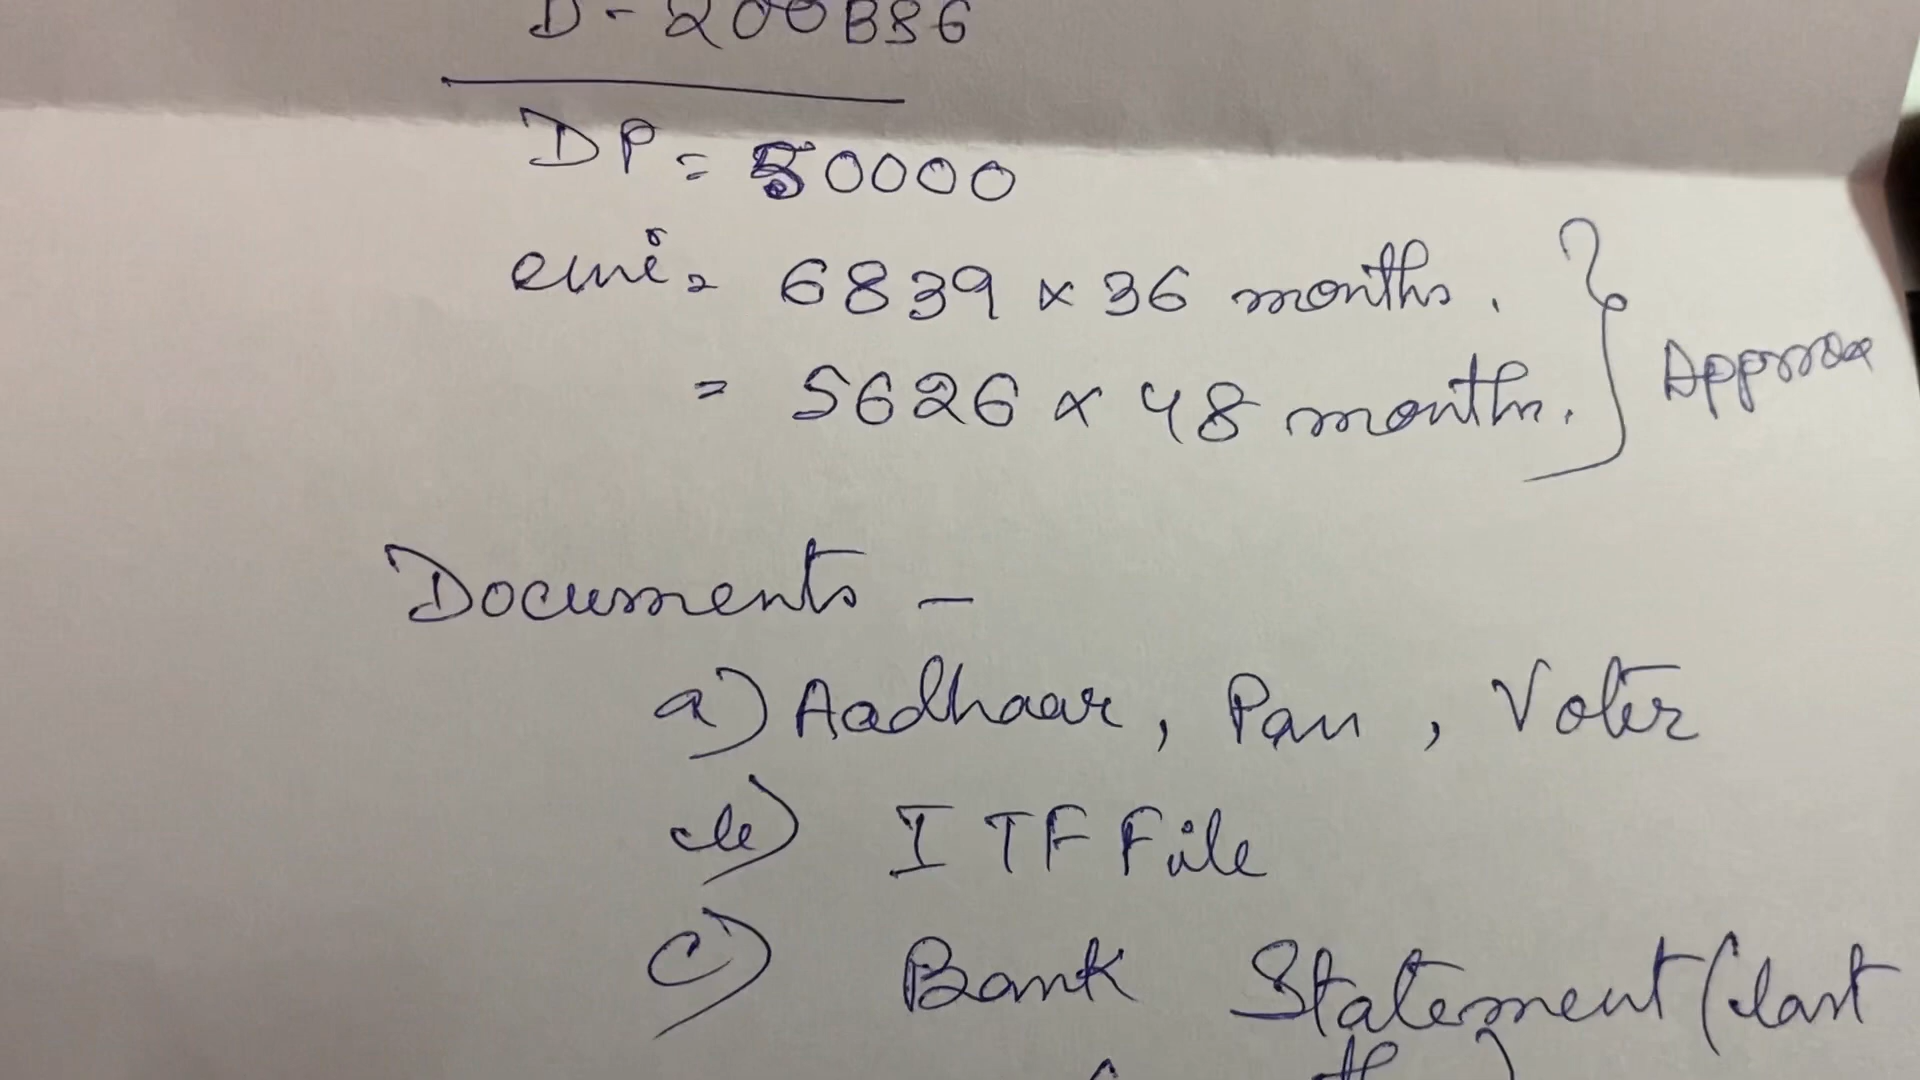 D - 200BS6
DP = 50000
emi = 6839 x 36 months.
= 5626 x 48 months.
Approx
Documents -
a) Aadhaar, Pan, Voter
b) ITF File
c) Bank Statement (last